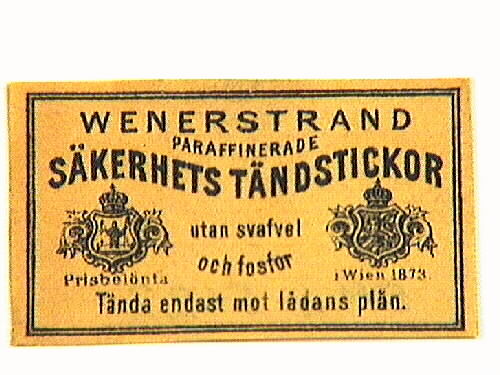 WENERSTRAND
PARAFFINERADE
SÄKERHETS TÄNDSTICKOR
utan svafvel
och fosfor
Prisbelönta
i Wien 1873.
Tända endast mot lådans plån.